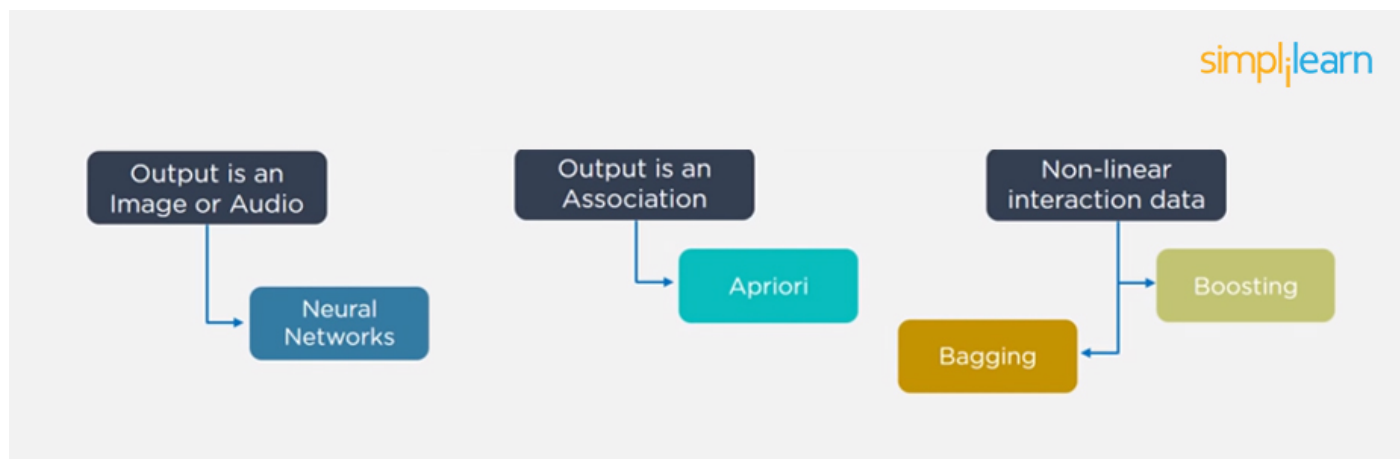 simplilearn
Output is an
Image or Audio
Neural
Networks
Output is an
Association
Apriori
Non-linear
interaction data
Boosting
Bagging